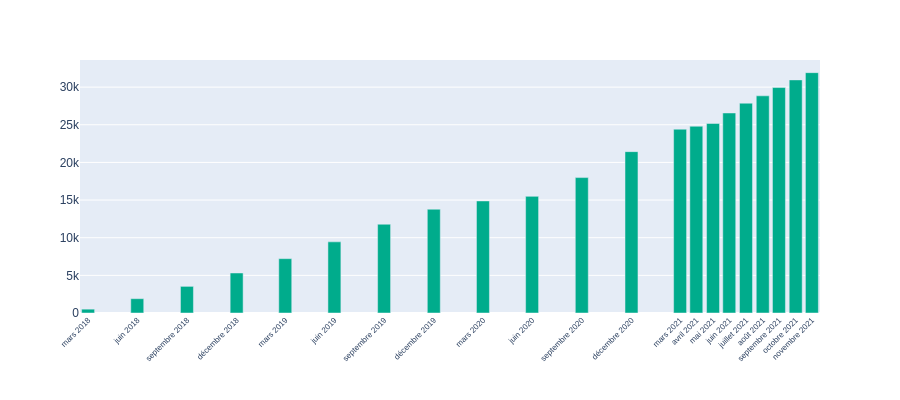 30k
25k
20k
15k
10k
5k
0
mars 2018
juin 2018
septembre 2018
décembre 2018
mars 2019
juin 2019
septembre 2019
décembre 2019
mars 2020
juin 2020
septembre 2020
décembre 2020
mars 2021
avril 2021
mai 2021
juin 2021
juillet 2021
août 2021
septembre 2021
octobre 2021
novembre 2021